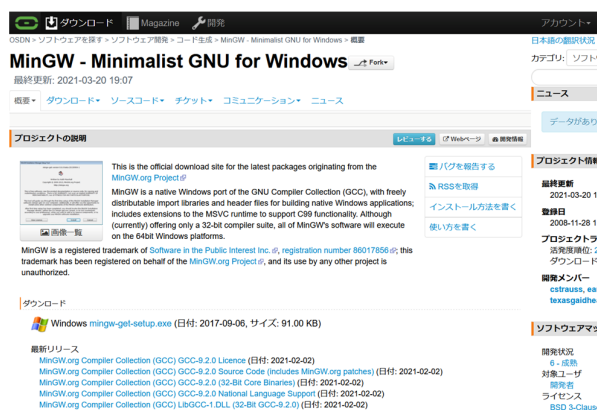 ダウンロード Magazine 開発 アカウント
OSDN > ソフトウェアを探す > ソフトウェア開発 > コード生成 > MinGW - Minimalist GNU for Windows > 概要
日本語の翻訳状況
MinGW - Minimalist GNU for Windows Fork
カテゴリ: ソフト
最終更新: 2021-03-20 19:07
概要 ダウンロード ソースコード チケット コミュニケーション ニュース
ニュース
データがあり
プロジェクトの説明 レビューする Webページ 開発情報
This is the official download site for the latest packages originating from the
MinGW.org Project
MinGW is a native Windows port of the GNU Compiler Collection (GCC), with freely
distributable import libraries and header files for building native Windows applications;
includes extensions to the MSVC runtime to support C99 functionality. Although
(currently) offering only a 32-bit compiler suite, all of MinGW's software will execute
on the 64bit Windows platforms.
画像一覧
MinGW is a registered trademark of Software in the Public Interest Inc. , registration number 86017856 ; this
trademark has been registered on behalf of the MinGW.org Project , and its use by any other project is
unauthorized.
バグを報告する
RSSを取得
インストール方法を書く
使い方を書く
プロジェクト情報
最終更新
2021-03-20 1
登録日
2008-11-28 1
プロジェクトラ
活発度順位: 2
ダウンロード
開発メンバー
cstrauss, ea
texasgaidhe
ダウンロード
Windows mingw-get-setup.exe (日付: 2017-09-06, サイズ: 91.00 KB)
最新リリース
MinGW.org Compiler Collection (GCC) GCC-9.2.0 Licence (日付: 2021-02-02)
MinGW.org Compiler Collection (GCC) GCC-9.2.0 Source Code (includes MinGW.org patches) (日付: 2021-02-02)
MinGW.org Compiler Collection (GCC) GCC-9.2.0 (32-Bit Core Binaries) (日付: 2021-02-02)
MinGW.org Compiler Collection (GCC) GCC-9.2.0 National Language Support (日付: 2021-02-02)
MinGW.org Compiler Collection (GCC) LibGCC-1.DLL (32-Bit GCC-9.2.0) (日付: 2021-02-02)
ソフトウェアマッ
開発状況
6 - 成熟
対象ユーザ
開発者
ライセンス
BSD 3-Clause